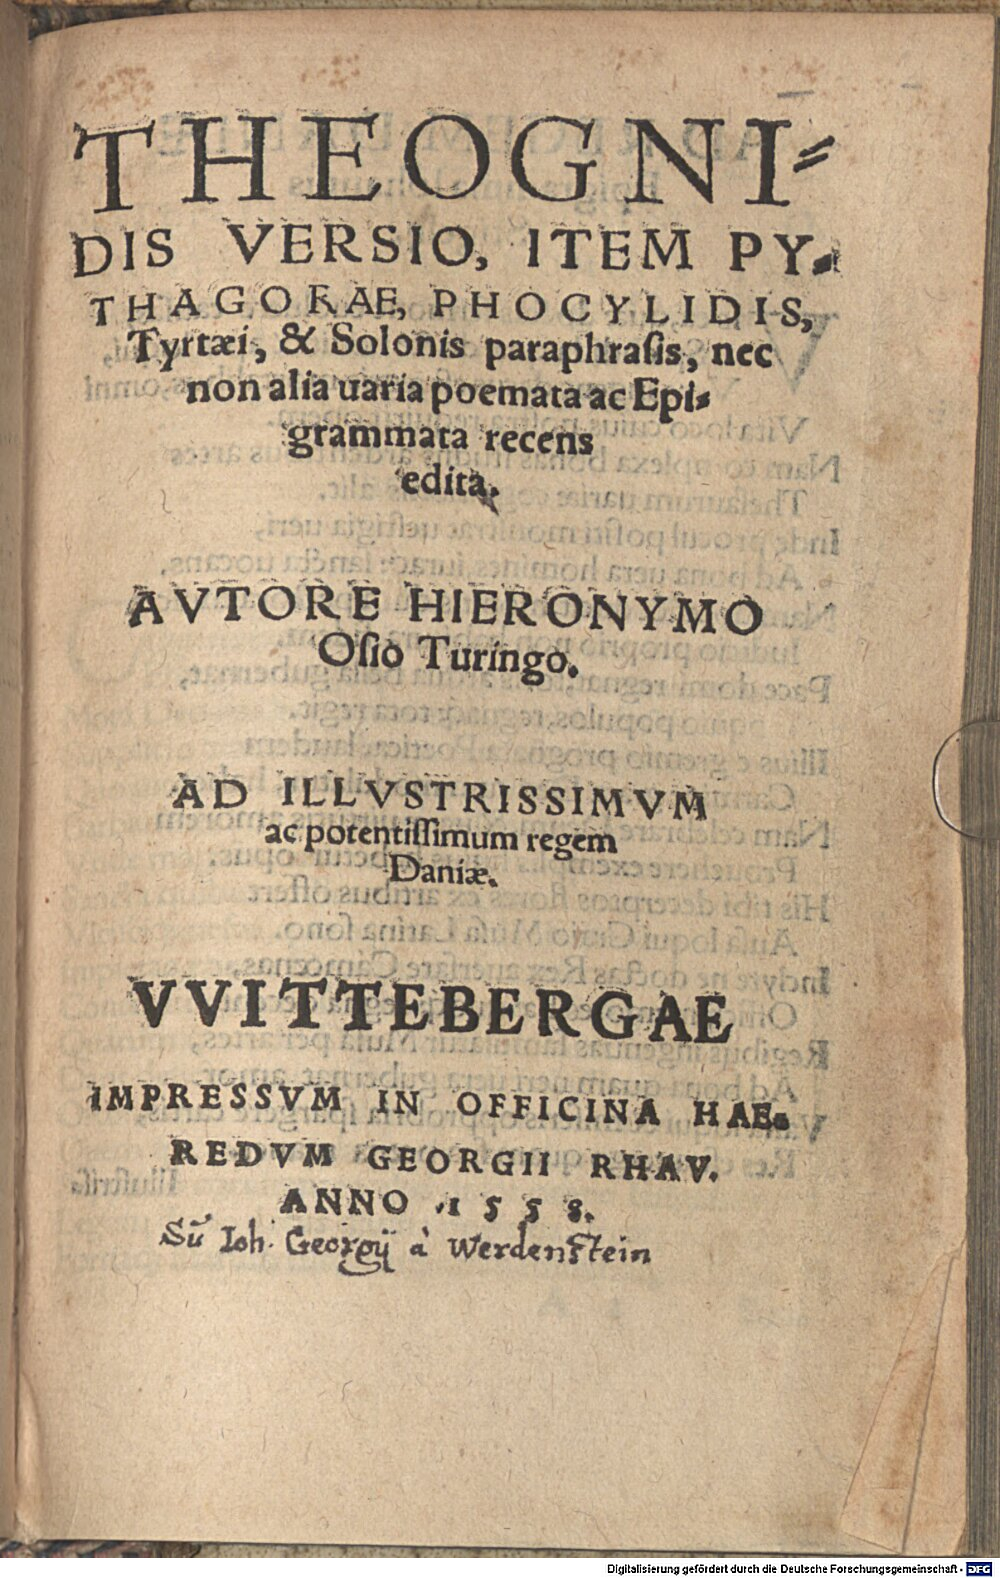 THEOGNI⸗
DIS VERSIO, ITEM PY⸗
THAGORAE, PHOCYLIDIS,
Tyrtæi, & Solonis paraphrasis, nec
non alia uaria poemata ac Epi⸗
grammata recens
edita.
AVTORE HIERONYMO
Osio Turingo.
AD ILLVSTRISSIMVM
ac potentissimum regem
Daniæ.
VVITTEBERGAE
IMPRESSVM IN OFFICINA HAE⸗
REDVM GEORGII RHAV.
ANNO .1558.
Sū Ioh. Georgij à Werdenstein
Digitalisierung gefördert durch die Deutsche Forschungsgemeinschaft - DFG